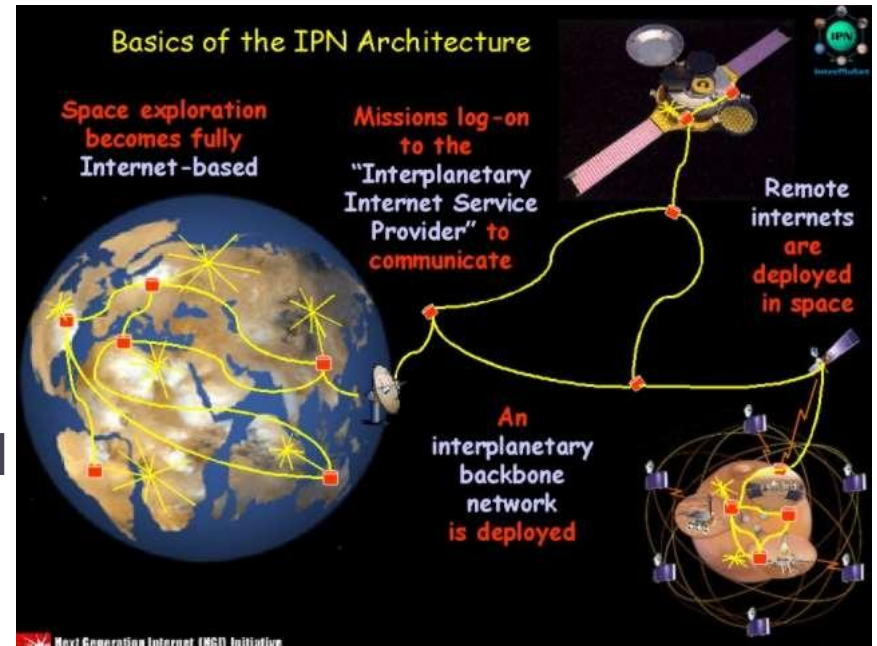 Basics of the IPN Architecture
IPN
Space exploration
becomes fully
Internet-based
Missions log-on
to the
“Interplanetary
Internet Service
Provider” to
communicate
Remote
internets
are
deployed
in space
An
interplanetary
backbone
network
is deployed
Next Generation Internet (NGI) Initiative